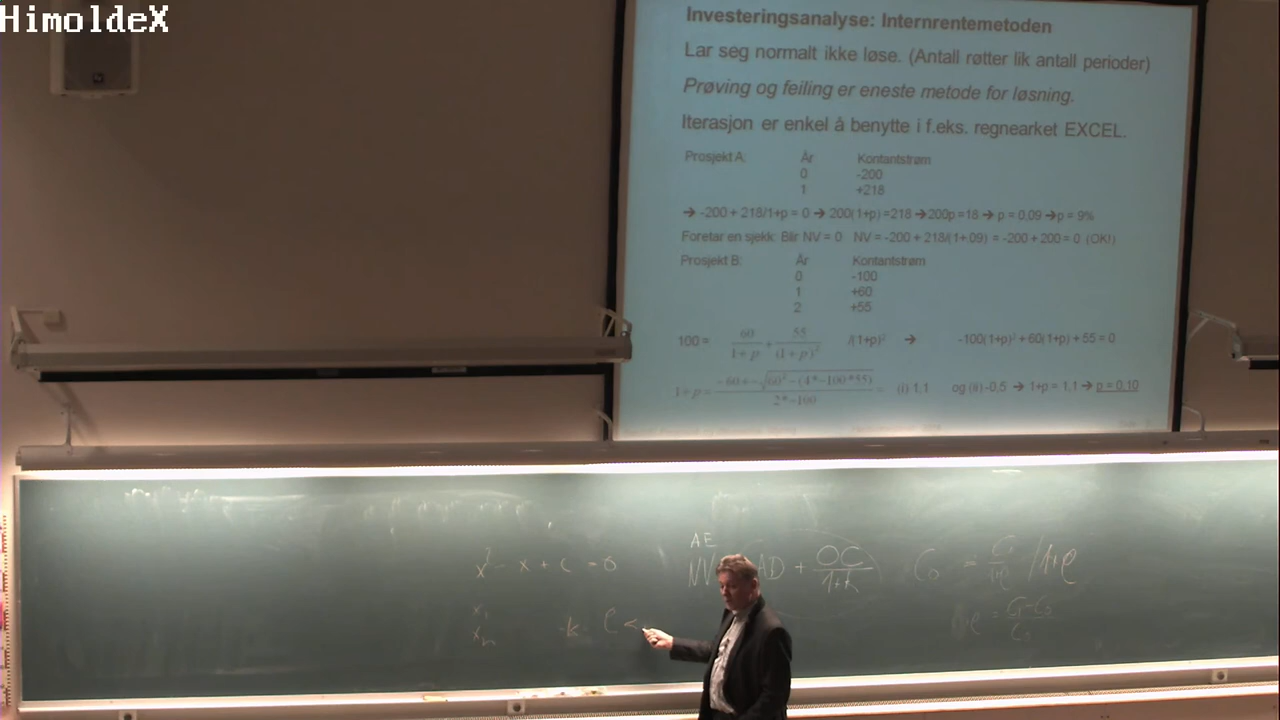 HimoldeX
Investeringsanalyse: Internrentemetoden
Lar seg normalt ikke løse. (Antall røtter lik antall perioder)
Prøving og feiling er eneste metode for løsning.
Iterasjon er enkel å benytte i f.eks. regnearket EXCEL.
Prosjekt A: År Kontantstrøm
0 -200
1 +218
➔ -200 + 218/1+p = 0 ➔ 200(1+p) =218 ➔200p =18 ➔ p = 0,09 ➔p = 9%
Foretar en sjekk: Blir NV = 0 NV = -200 + 218/(1+.09) = -200 +200 = 0 (OK!)
Prosjekt B: År Kontantstrøm
0 -100
1 +60
2 +55
100 = 60/1+p + 55/(1+p)² /(1+p)² ➔ -100(1+p)² + 60(1+p) + 55 = 0
1+p = -60+-√60²-(4*-100*55)/2*-100 = (i) 1,1 og (ii) -0,5 ➔ 1+p = 1,1 ➔ p = 0,10
x² - x + c = 0
AE
NV AD + OC/1+k
x₁
k